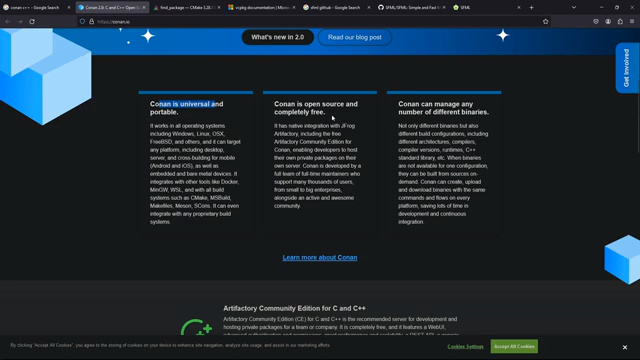 conan c++ - Google Search
Conan 2.0: C and C++ Open
find_package — CMake 3.28.
vcpkg documentation | Micros
sfml github - Google Search
SFML/SFML: Simple and Fast
SFML
https://conan.io
What's new in 2.0
Read our blog post
Get Involved
Conan is universal and
portable.
It works in all operating systems
including Windows, Linux, OSX,
FreeBSD, and others, and it can target
any platform, including desktop,
server, and cross-building for mobile
(Android and iOS), as well as
embedded and bare metal devices. It
integrates with other tools like Docker,
MinGW, WSL, and with all build
systems such as CMake, MSBuild,
Makefiles, Meson, SCons. It can even
integrate with any proprietary build
systems.
Conan is open source and
completely free.
It has native integration with JFrog
Artifactory, including the free
Artifactory Community Edition for
Conan, enabling developers to host
their own private packages on their
own server. Conan is developed by a
full team of full-time maintainers who
support many thousands of users,
from small to big enterprises,
alongside an active and awesome
community.
Conan can manage any
number of different binaries.
Not only different binaries but also
different build configurations, including
different architectures, compilers,
compiler versions, runtimes, C++
standard library, etc. When binaries
are not available for one configuration,
they can be built from sources on-
demand. Conan can create, upload
and download binaries with the same
commands and flows on every
platform, saving lots of time in
development and continuous
integration.
Learn more about Conan
Artifactory Community Edition for C and C++
Artifactory Community Edition (CE) for C and C++ is the recommended server for development and
hosting private packages for a team or company. It is completely free, and it features a WebUI,
By clicking "Accept All Cookies", you agree to the storing of cookies on your device to enhance site navigation, analyze site usage, and assist in our marketing efforts.
Cookies Settings
Accept All Cookies